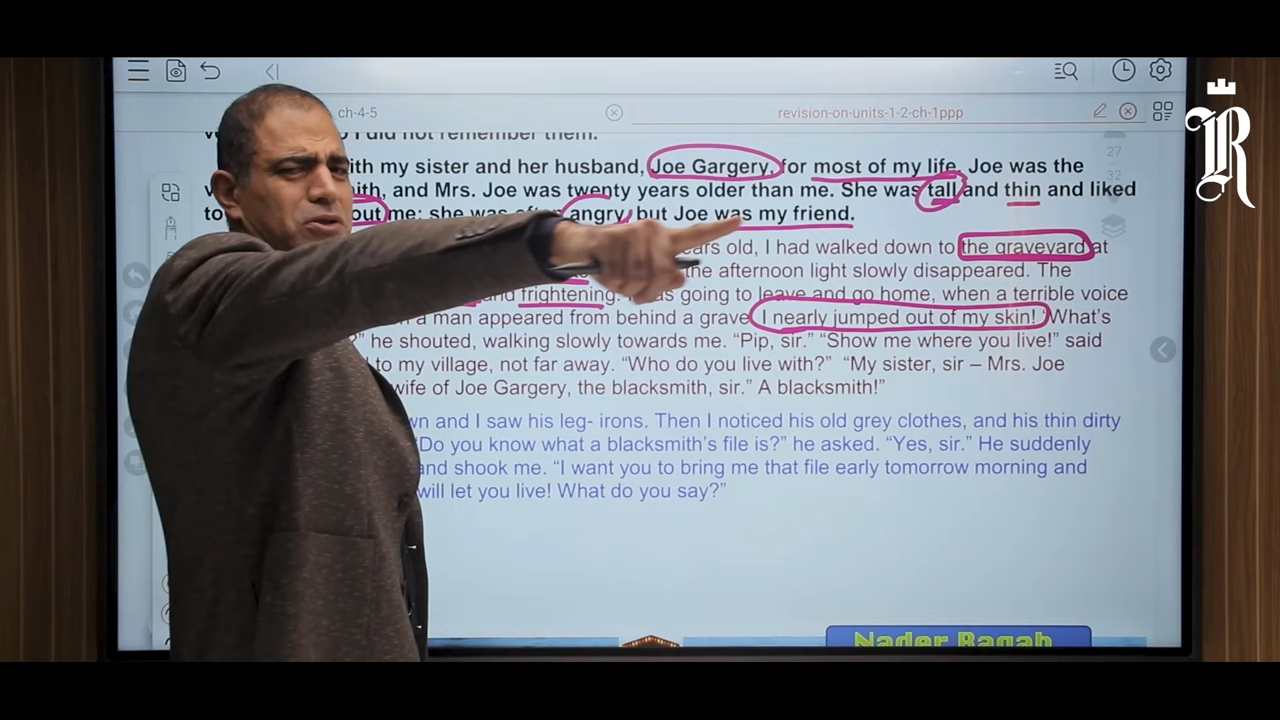 ch-4-5
revision-on-units-1-2-ch-1ppp
27
32
I did not remember them.
ith my sister and her husband, Joe Gargery, for most of my life. Joe was the
ith, and Mrs. Joe was twenty years older than me. She was tall and thin and liked
to out me; she was often angry, but Joe was my friend.
ears old, I had walked down to the graveyard at
the afternoon light slowly disappeared. The
and frightening. was going to leave and go home, when a terrible voice
a man appeared from behind a grave. I nearly jumped out of my skin! “What’s
?” he shouted, walking slowly towards me. “Pip, sir.” “Show me where you live!” said
to my village, not far away. “Who do you live with?” “My sister, sir – Mrs. Joe
wife of Joe Gargery, the blacksmith, sir.” A blacksmith!”
wn and I saw his leg- irons. Then I noticed his old grey clothes, and his thin dirty
“Do you know what a blacksmith’s file is?” he asked. “Yes, sir.” He suddenly
and shook me. “I want you to bring me that file early tomorrow morning and
will let you live! What do you say?”
Nader Ragab
R